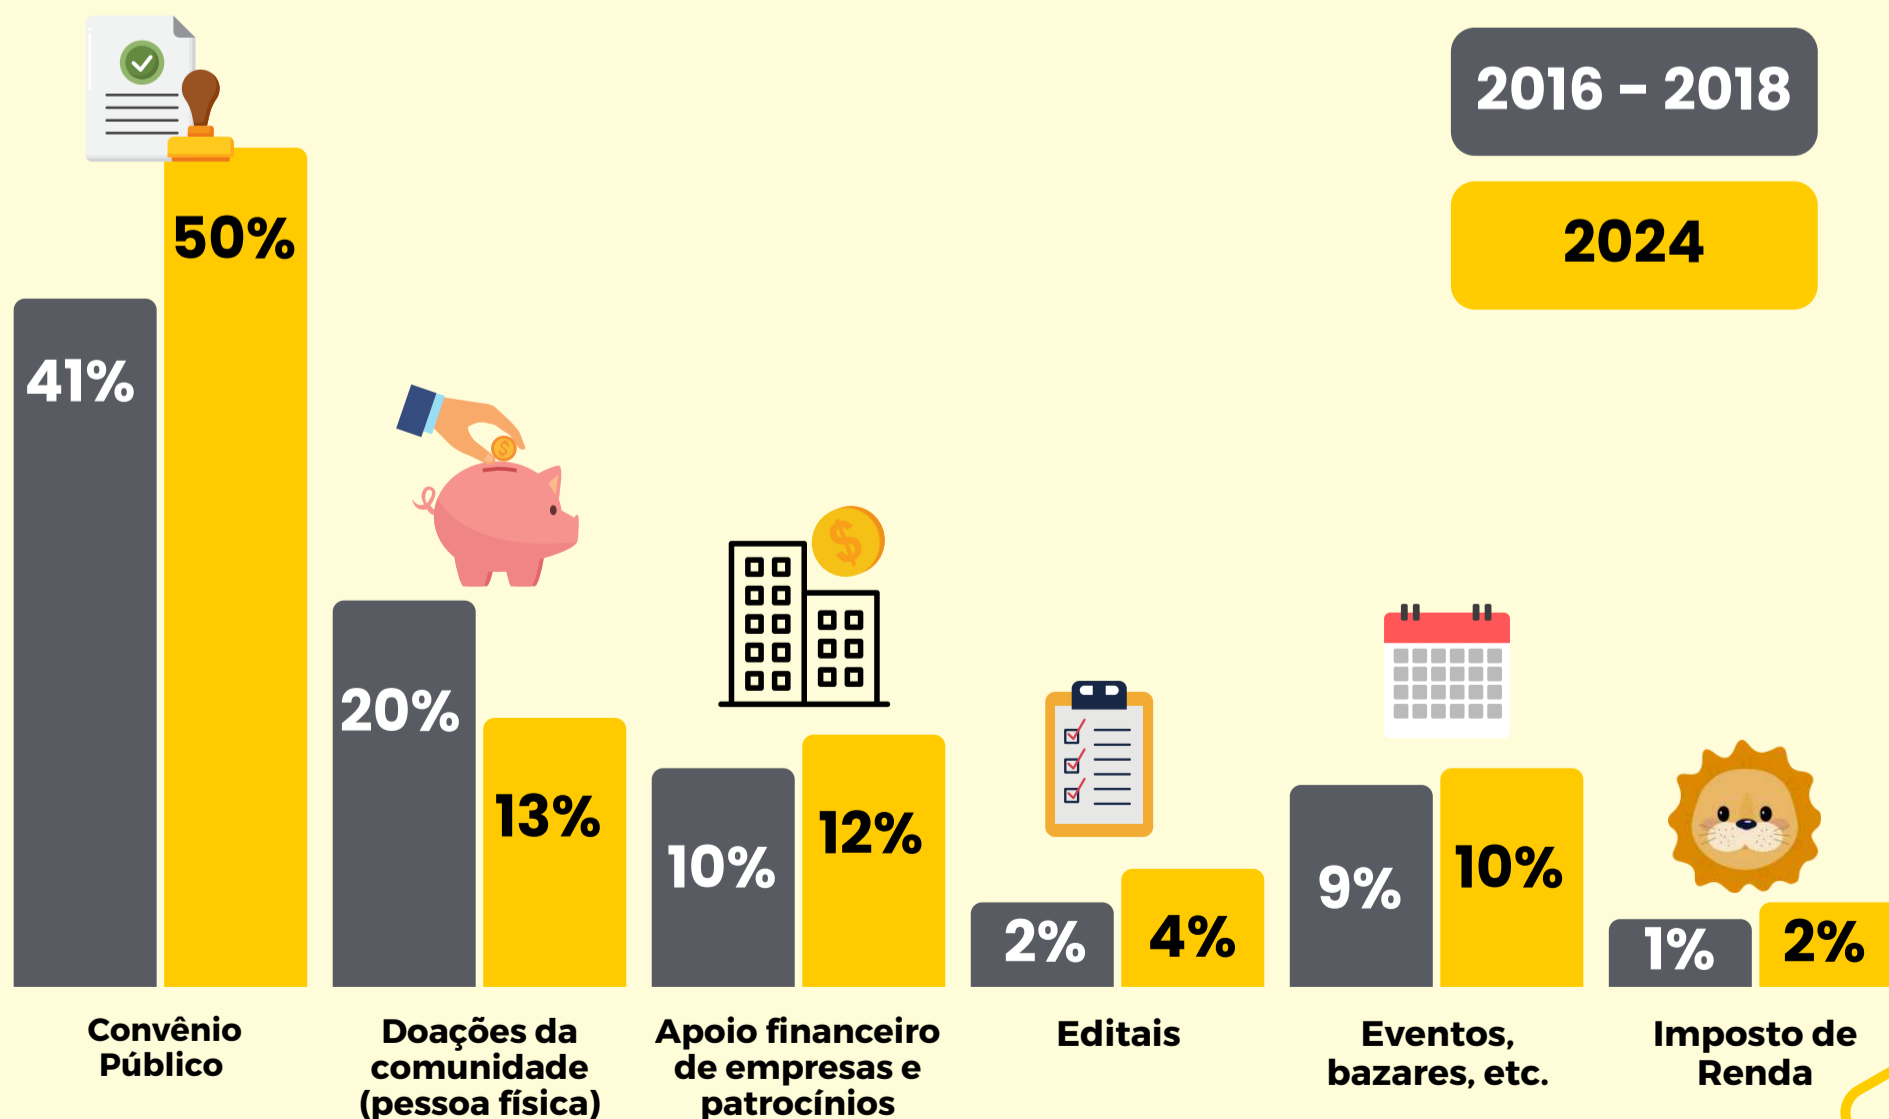 2016 - 2018
2024
50%
41%
20%
13%
10%
12%
2%
4%
9%
10%
1%
2%
Convênio
Público
Doações da
comunidade
(pessoa física)
Apoio financeiro
de empresas e
patrocínios
Editais
Eventos,
bazares, etc.
Imposto de
Renda